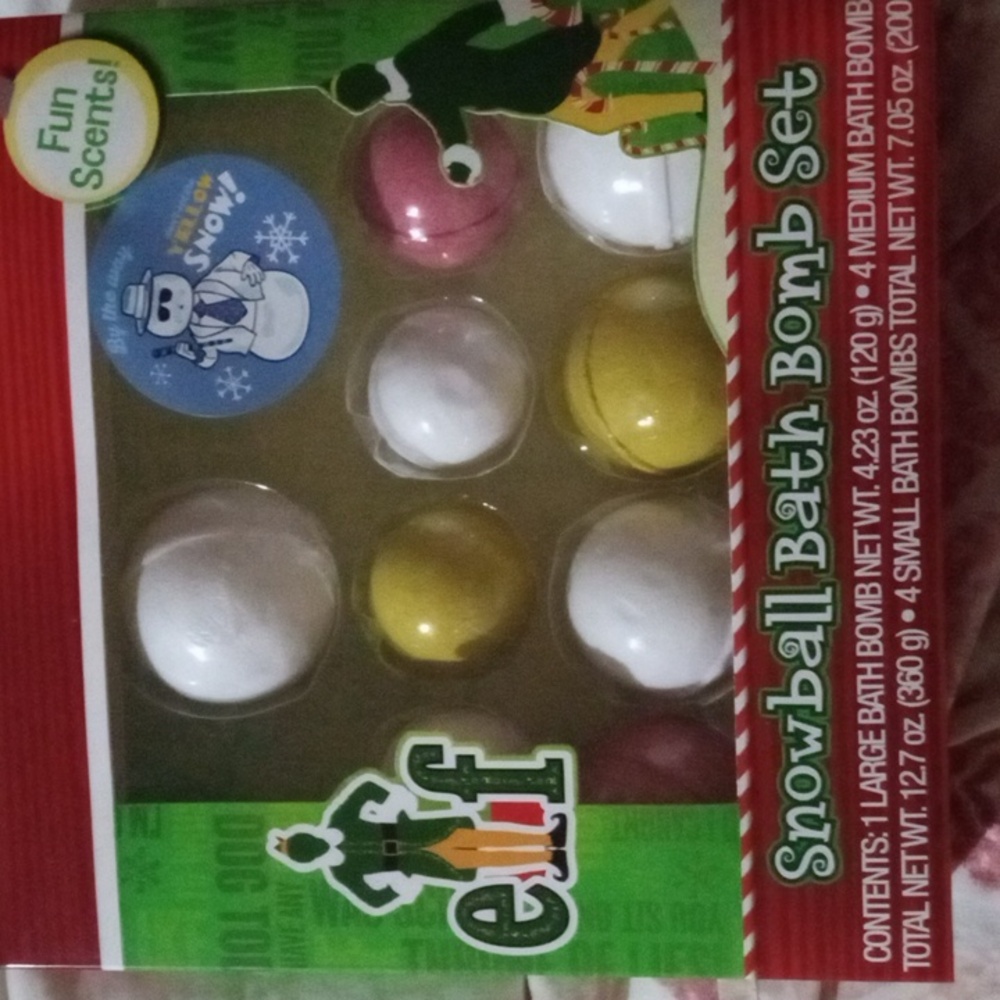 Fun
Scents!
By the way,
YELLOW
SNOW!
elf
Snowball Bath Bomb Set
CONTENTS: 1 LARGE BATH BOMB NET WT. 4.23 oz. (120 g) • 4 MEDIUM BATH BOMB
TOTAL NET WT. 12.7 oz. (360 g) • 4 SMALL BATH BOMBS TOTAL NET WT. 7.05 oz. (200